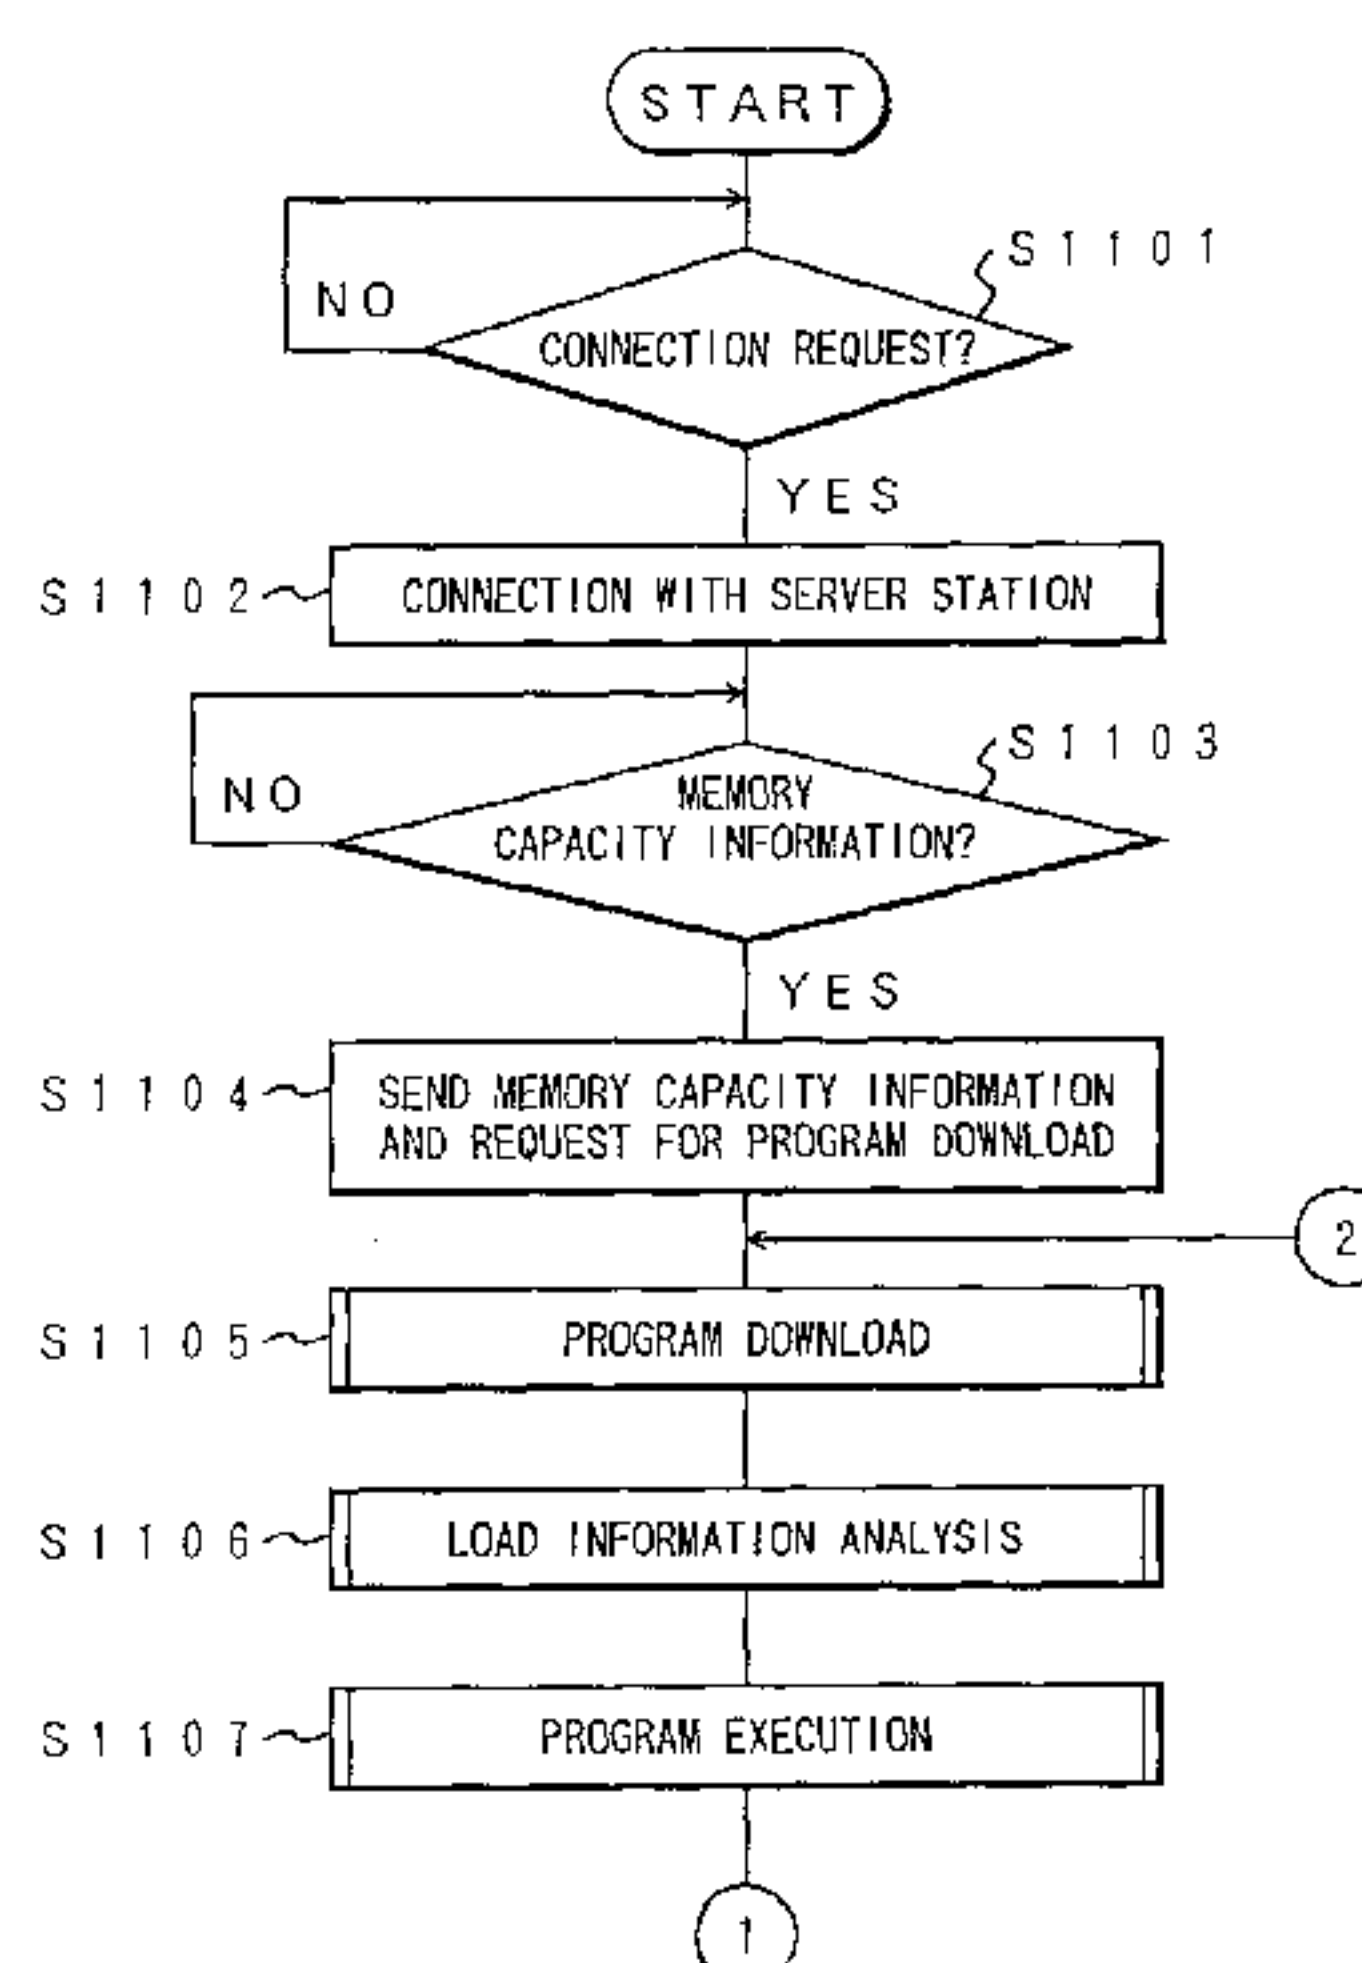 START
S1101
NO
CONNECTION REQUEST?
YES
S1102
CONNECTION WITH SERVER STATION
S1103
NO
MEMORY
CAPACITY INFORMATION?
YES
S1104
SEND MEMORY CAPACITY INFORMATION
AND REQUEST FOR PROGRAM DOWNLOAD
2
S1105
PROGRAM DOWNLOAD
S1106
LOAD INFORMATION ANALYSIS
S1107
PROGRAM EXECUTION
1